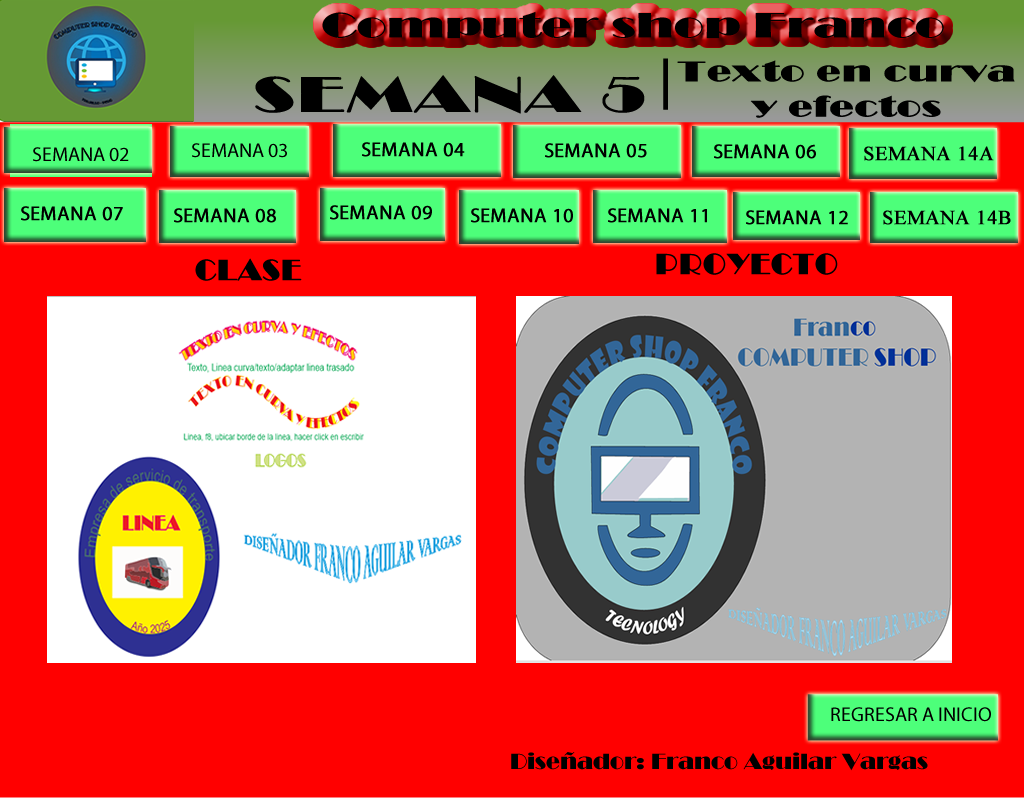 COMPUTER SHOP FRANCO
Computer shop Franco
SEMANA 5
Texto en curva
y efectos
SEMANA 02
SEMANA 03
SEMANA 04
SEMANA 05
SEMANA 06
SEMANA 14A
SEMANA 07
SEMANA 08
SEMANA 09
SEMANA 10
SEMANA 11
SEMANA 12
SEMANA 14B
CLASE
PROYECTO
TEXTO EN CURVA Y EFECTOS
Texto, Linea curva/texto/adaptar linea trasado
TEXTO EN CURVA Y EFECTOS
Linea, f8, ubicar borde de la linea, hacer click en escribir
LOGOS
Empresa de servicio de transporte
LINEA
Año 2025
DISEÑADOR FRANCO AGUILAR VARGAS
Franco
COMPUTER SHOP
COMPUTER SHOP FRANCO
TECNOLOGY
DISEÑADOR FRANCO AGUILAR VARGAS
REGRESAR A INICIO
Diseñador: Franco Aguilar Vargas